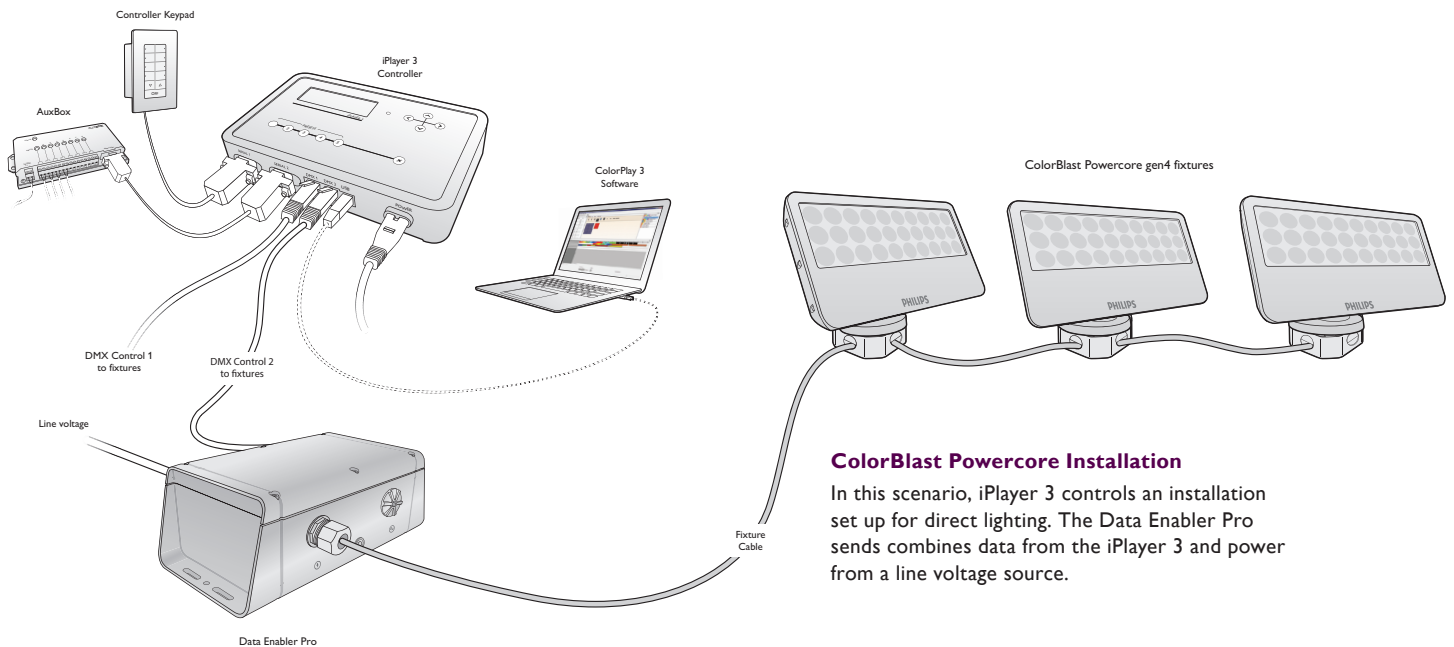 Controller Keypad
iPlayer 3
Controller
AuxBox
ColorPlay 3
Software
ColorBlast Powercore gen4 fixtures
PHILIPS
PHILIPS
PHILIPS
DMX Control 1
to fixtures
DMX Control 2
to fixtures
Line voltage
Fixture
Cable
Data Enabler Pro
ColorBlast Powercore Installation
In this scenario, iPlayer 3 controls an installation
set up for direct lighting. The Data Enabler Pro
sends combines data from the iPlayer 3 and power
from a line voltage source.